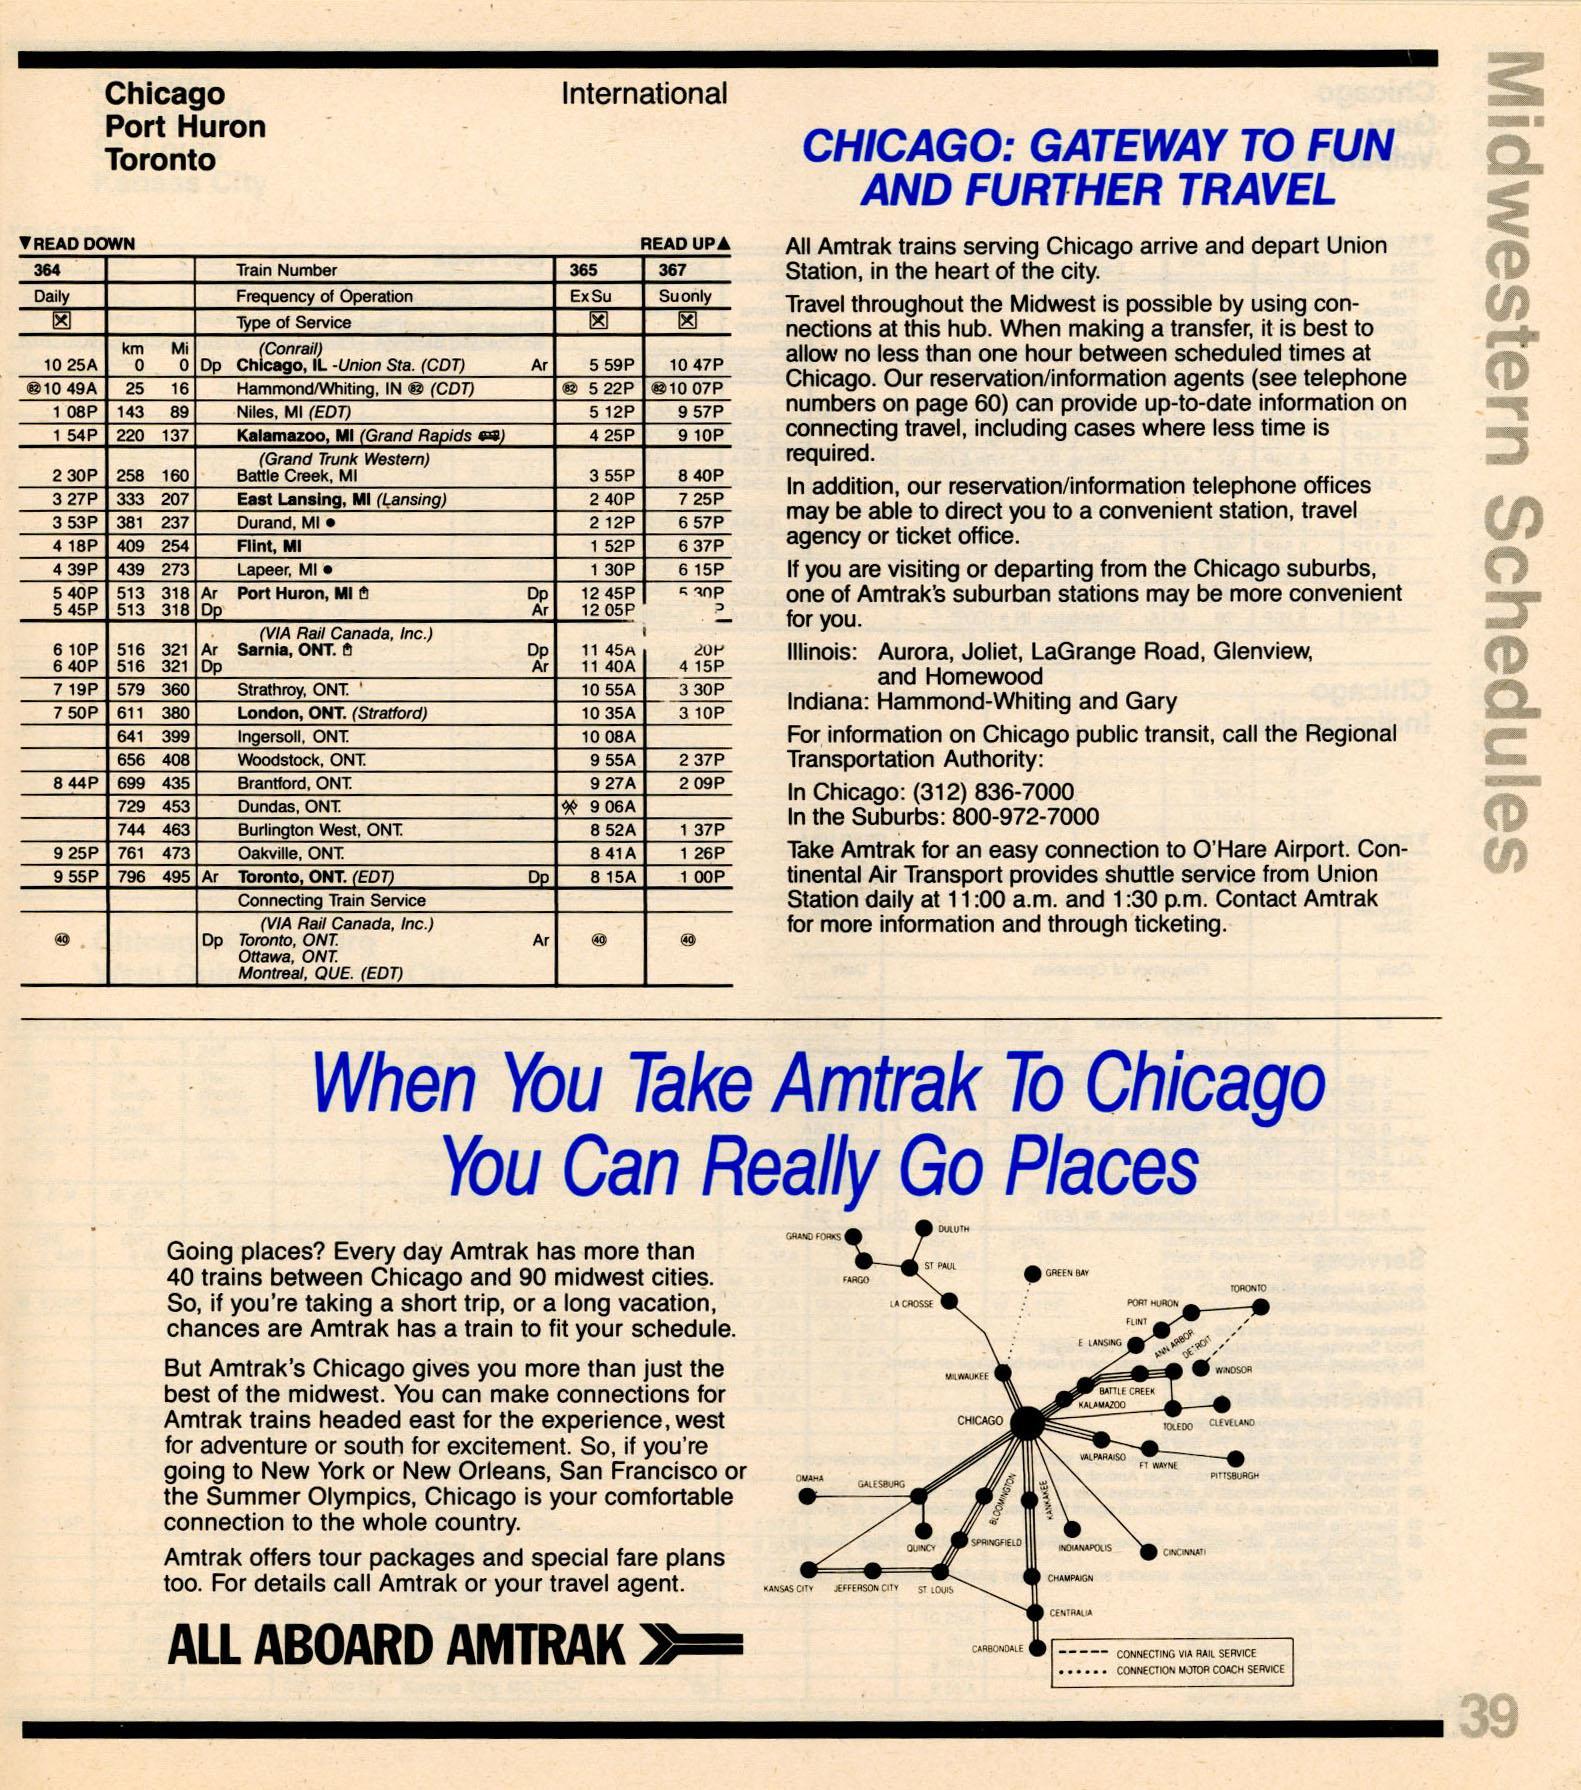 Midwestern Schedules
Chicago
Port Huron
Toronto
International
▼READ DOWN READ UP▲
364 Train Number 365 367
Daily Frequency of Operation Ex Su Su only
Type of Service
km Mi (Conrail)
10 25A 0 0 Dp Chicago, IL -Union Sta. (CDT) Ar 5 59P 10 47P
82 10 49A 25 16 Hammond/Whiting, IN 82 (CDT) 82 5 22P 82 10 07P
1 08P 143 89 Niles, MI (EDT) 5 12P 9 57P
1 54P 220 137 Kalamazoo, MI (Grand Rapids ) 4 25P 9 10P
(Grand Trunk Western)
2 30P 258 160 Battle Creek, MI 3 55P 8 40P
3 27P 333 207 East Lansing, MI (Lansing) 2 40P 7 25P
3 53P 381 237 Durand, MI ● 2 12P 6 57P
4 18P 409 254 Flint, MI 1 52P 6 37P
4 39P 439 273 Lapeer, MI ● 1 30P 6 15P
5 40P 513 318 Ar Port Huron, MI Dp 12 45P 5 30P
5 45P 513 318 Dp Ar 12 05P
(VIA Rail Canada, Inc.)
6 10P 516 321 Ar Sarnia, ONT. Dp 11 45A 20P
6 40P 516 321 Dp Ar 11 40A 4 15P
7 19P 579 360 Strathroy, ONT. 10 55A 3 30P
7 50P 611 380 London, ONT. (Stratford) 10 35A 3 10P
641 399 Ingersoll, ONT. 10 08A
656 408 Woodstock, ONT. 9 55A 2 37P
8 44P 699 435 Brantford, ONT. 9 27A 2 09P
729 453 Dundas, ONT. 9 06A
744 463 Burlington West, ONT. 8 52A 1 37P
9 25P 761 473 Oakville, ONT. 8 41A 1 26P
9 55P 796 495 Ar Toronto, ONT. (EDT) Dp 8 15A 1 00P
Connecting Train Service
(VIA Rail Canada, Inc.)
40 Dp Toronto, ONT. Ar 40 40
Ottawa, ONT.
Montreal, QUE. (EDT)
CHICAGO: GATEWAY TO FUN
AND FURTHER TRAVEL
All Amtrak trains serving Chicago arrive and depart Union
Station, in the heart of the city.
Travel throughout the Midwest is possible by using con-
nections at this hub. When making a transfer, it is best to
allow no less than one hour between scheduled times at
Chicago. Our reservation/information agents (see telephone
numbers on page 60) can provide up-to-date information on
connecting travel, including cases where less time is
required.
In addition, our reservation/information telephone offices
may be able to direct you to a convenient station, travel
agency or ticket office.
If you are visiting or departing from the Chicago suburbs,
one of Amtrak's suburban stations may be more convenient
for you.
Illinois: Aurora, Joliet, LaGrange Road, Glenview,
and Homewood
Indiana: Hammond-Whiting and Gary
For information on Chicago public transit, call the Regional
Transportation Authority:
In Chicago: (312) 836-7000
In the Suburbs: 800-972-7000
Take Amtrak for an easy connection to O'Hare Airport. Con-
tinental Air Transport provides shuttle service from Union
Station daily at 11:00 a.m. and 1:30 p.m. Contact Amtrak
for more information and through ticketing.
When You Take Amtrak To Chicago
You Can Really Go Places
Going places? Every day Amtrak has more than
40 trains between Chicago and 90 midwest cities.
So, if you're taking a short trip, or a long vacation,
chances are Amtrak has a train to fit your schedule.
But Amtrak's Chicago gives you more than just the
best of the midwest. You can make connections for
Amtrak trains headed east for the experience, west
for adventure or south for excitement. So, if you're
going to New York or New Orleans, San Francisco or
the Summer Olympics, Chicago is your comfortable
connection to the whole country.
Amtrak offers tour packages and special fare plans
too. For details call Amtrak or your travel agent.
ALL ABOARD AMTRAK
GRAND FORKS
DULUTH
FARGO
ST PAUL
LA CROSSE
GREEN BAY
TORONTO
PORT HURON
FLINT
E LANSING
ANN ARBOR
DETROIT
MILWAUKEE
WINDSOR
BATTLE CREEK
KALAMAZOO
CHICAGO
TOLEDO
CLEVELAND
VALPARAISO
FT WAYNE
PITTSBURGH
OMAHA
GALESBURG
BLOOMINGTON
KANKAKEE
QUINCY
SPRINGFIELD
INDIANAPOLIS
CINCINNATI
KANSAS CITY
JEFFERSON CITY
ST LOUIS
CHAMPAIGN
CENTRALIA
CARBONDALE
CONNECTING VIA RAIL SERVICE
CONNECTION MOTOR COACH SERVICE
39